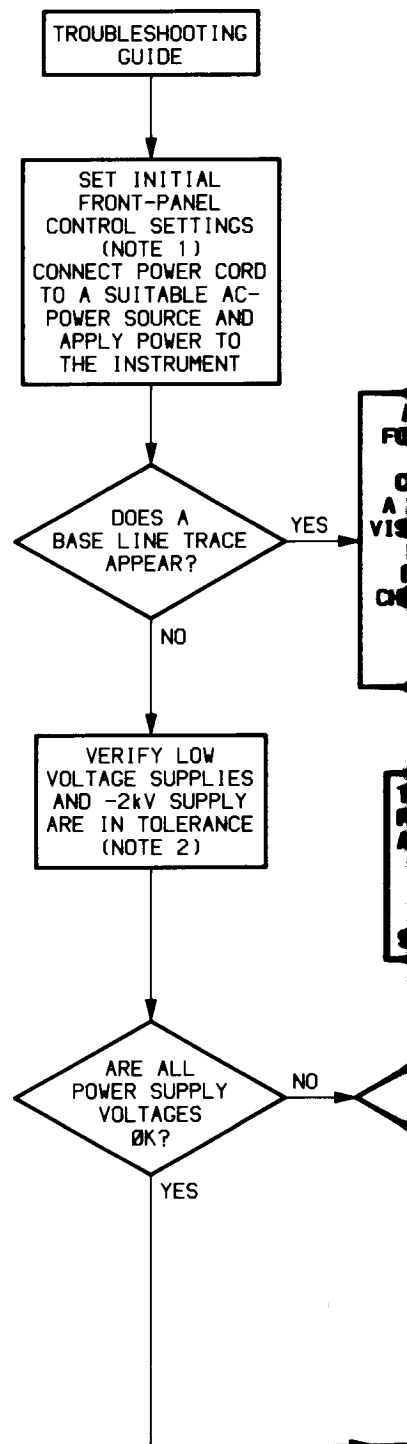 TROUBLESHOOTING
GUIDE
SET INITIAL
FRONT-PANEL
CONTROL SETTINGS
(NOTE 1)
CONNECT POWER CORD
TO A SUITABLE AC-
POWER SOURCE AND
APPLY POWER TO
THE INSTRUMENT
DOES A
BASE LINE TRACE
APPEAR?
YES
NO
VERIFY LOW
VOLTAGE SUPPLIES
AND -2kV SUPPLY
ARE IN TOLERANCE
(NOTE 2)
ARE ALL
POWER SUPPLY
VOLTAGES
ØK?
NO
YES